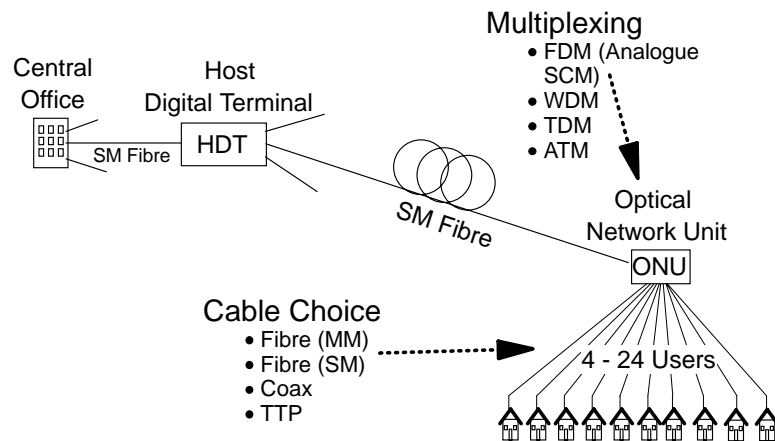 Multiplexing
• FDM (Analogue
SCM)
• WDM
• TDM
• ATM
Central
Office
Host
Digital Terminal
HDT
SM Fibre
SM Fibre
Optical
Network Unit
ONU
Cable Choice
• Fibre (MM)
• Fibre (SM)
• Coax
• TTP
4 - 24 Users